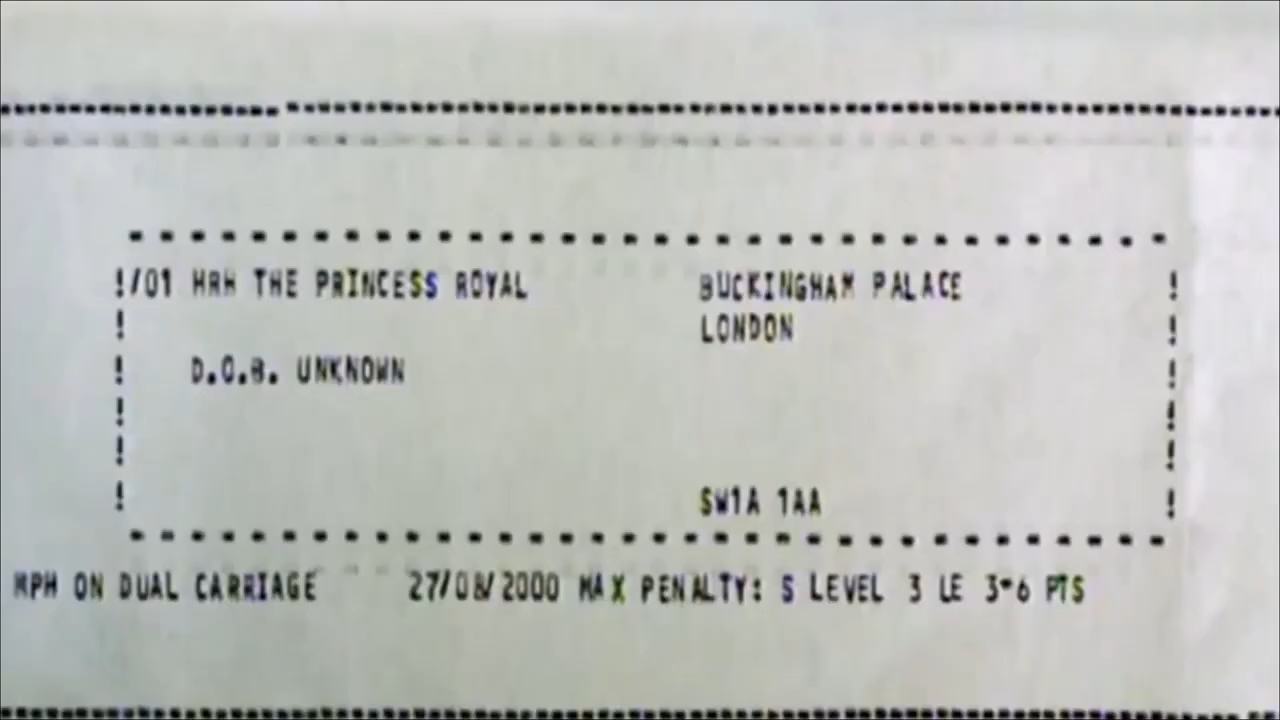 !/01 HRH THE PRINCESS ROYAL BUCKINGHAM PALACE !
! LONDON !
! D.O.B. UNKNOWN !
! !
! !
! SW1A 1AA !
MPH ON DUAL CARRIAGE 27/08/2000 MAX PENALTY: S LEVEL 3 LE 3-6 PTS